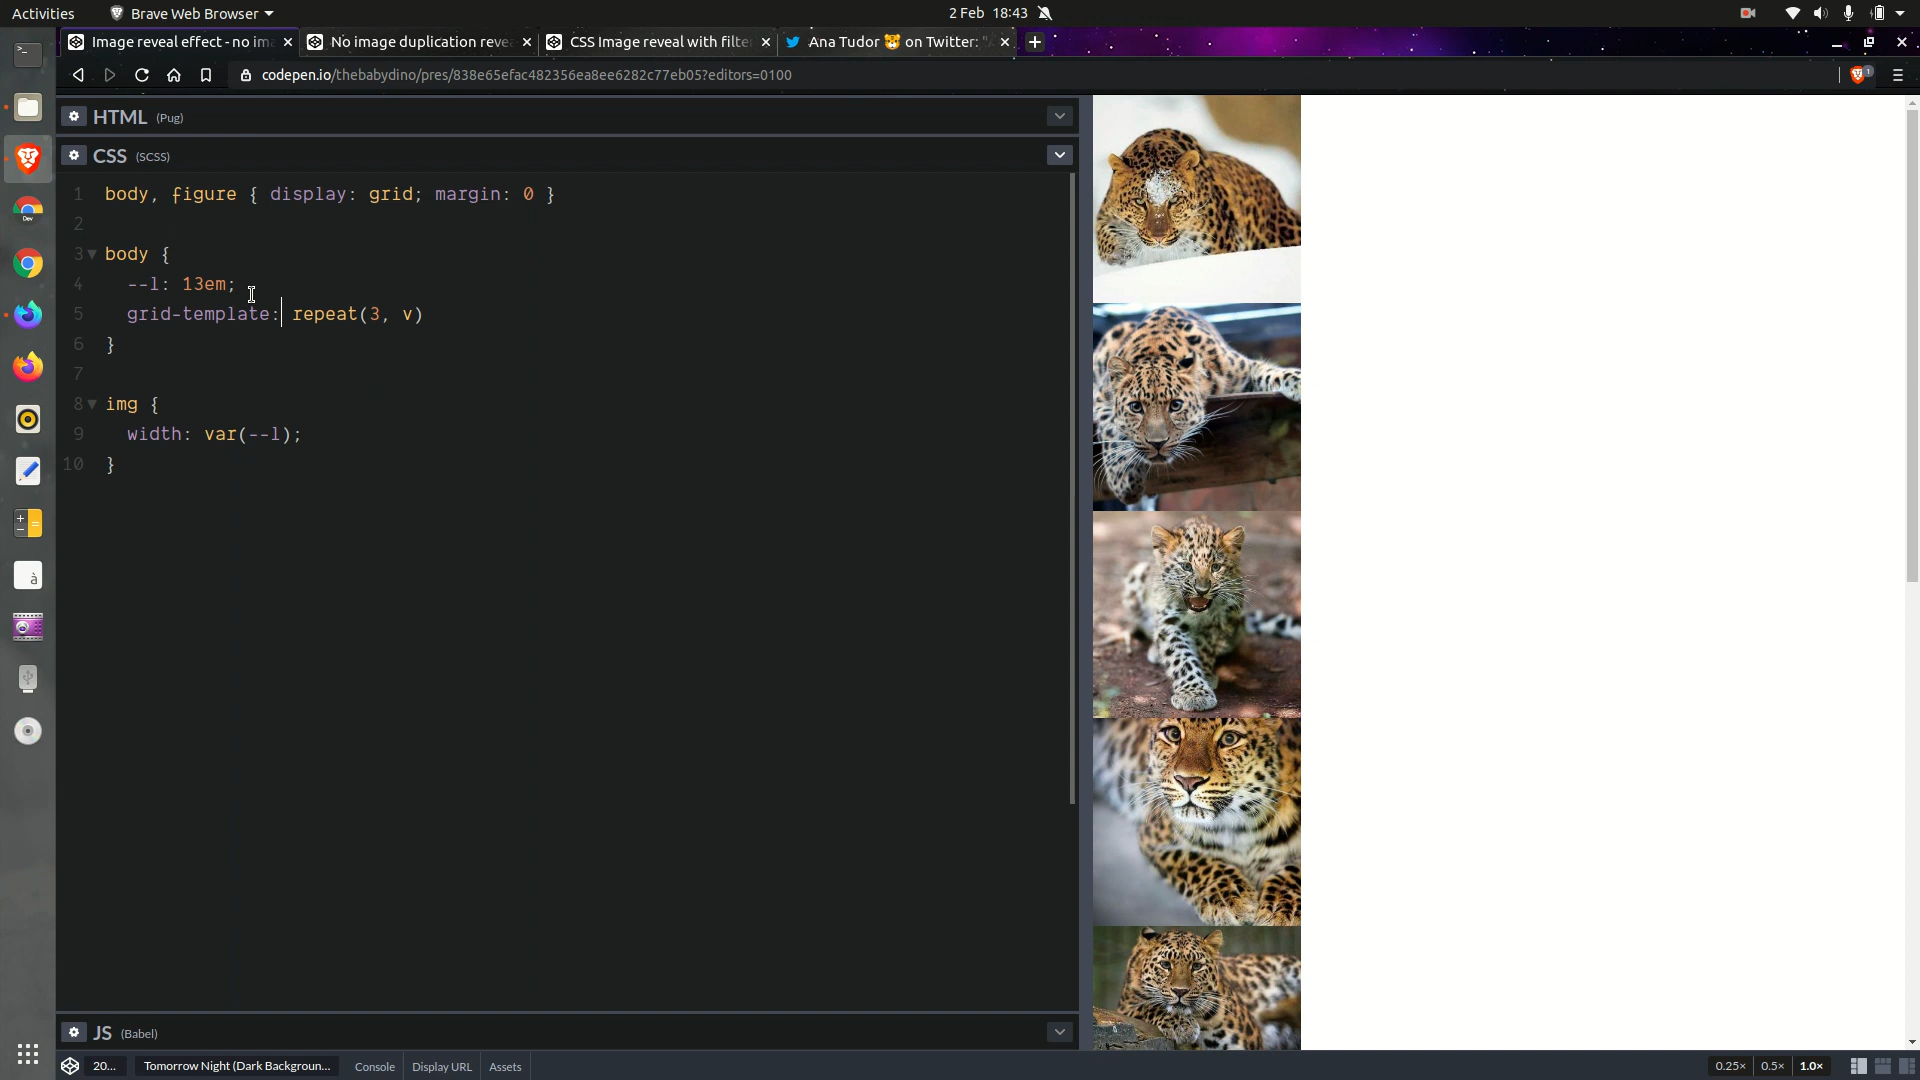 Activities
Brave Web Browser
2 Feb 18:43
Image reveal effect - no im
No image duplication reve
CSS Image reveal with filte
Ana Tudor 🐯 on Twitter: "
codepen.io/thebabydino/pres/838e65efac482356ea8ee6282c77eb05?editors=0100
1
Dev
à
HTML (Pug)
CSS (SCSS)
1 body, figure { display: grid; margin: 0 }
2
3 body {
4 --l: 13em;
5 grid-template: repeat(3, v)
6 }
7
8 img {
9 width: var(--l);
10 }
JS (Babel)
20...
Tomorrow Night (Dark Backgroun...
Console
Display URL
Assets
0.25×
0.5×
1.0×